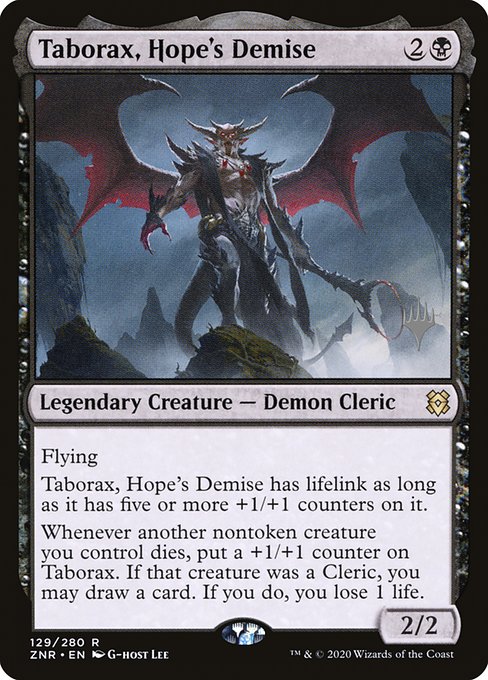 Taborax, Hope's Demise 2
Legendary Creature — Demon Cleric
Flying
Taborax, Hope's Demise has lifelink as long
as it has five or more +1/+1 counters on it.
Whenever another nontoken creature
you control dies, put a +1/+1 counter on
Taborax. If that creature was a Cleric, you
may draw a card. If you do, you lose 1 life.
2/2
129/280 R
ZNR • EN G-host Lee
™ & © 2020 Wizards of the Coast